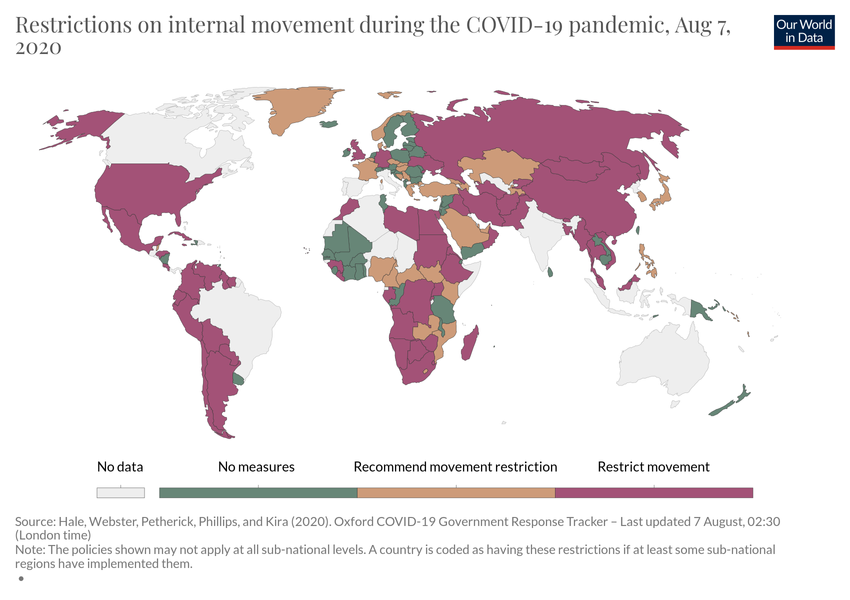 Restrictions on internal movement during the COVID-19 pandemic, Aug 7,
2020
Our World
in Data
No data
No measures
Recommend movement restriction
Restrict movement
Source: Hale, Webster, Petherick, Phillips, and Kira (2020). Oxford COVID-19 Government Response Tracker – Last updated 7 August, 02:30
(London time)
Note: The policies shown may not apply at all sub-national levels. A country is coded as having these restrictions if at least some sub-national
regions have implemented them.
•